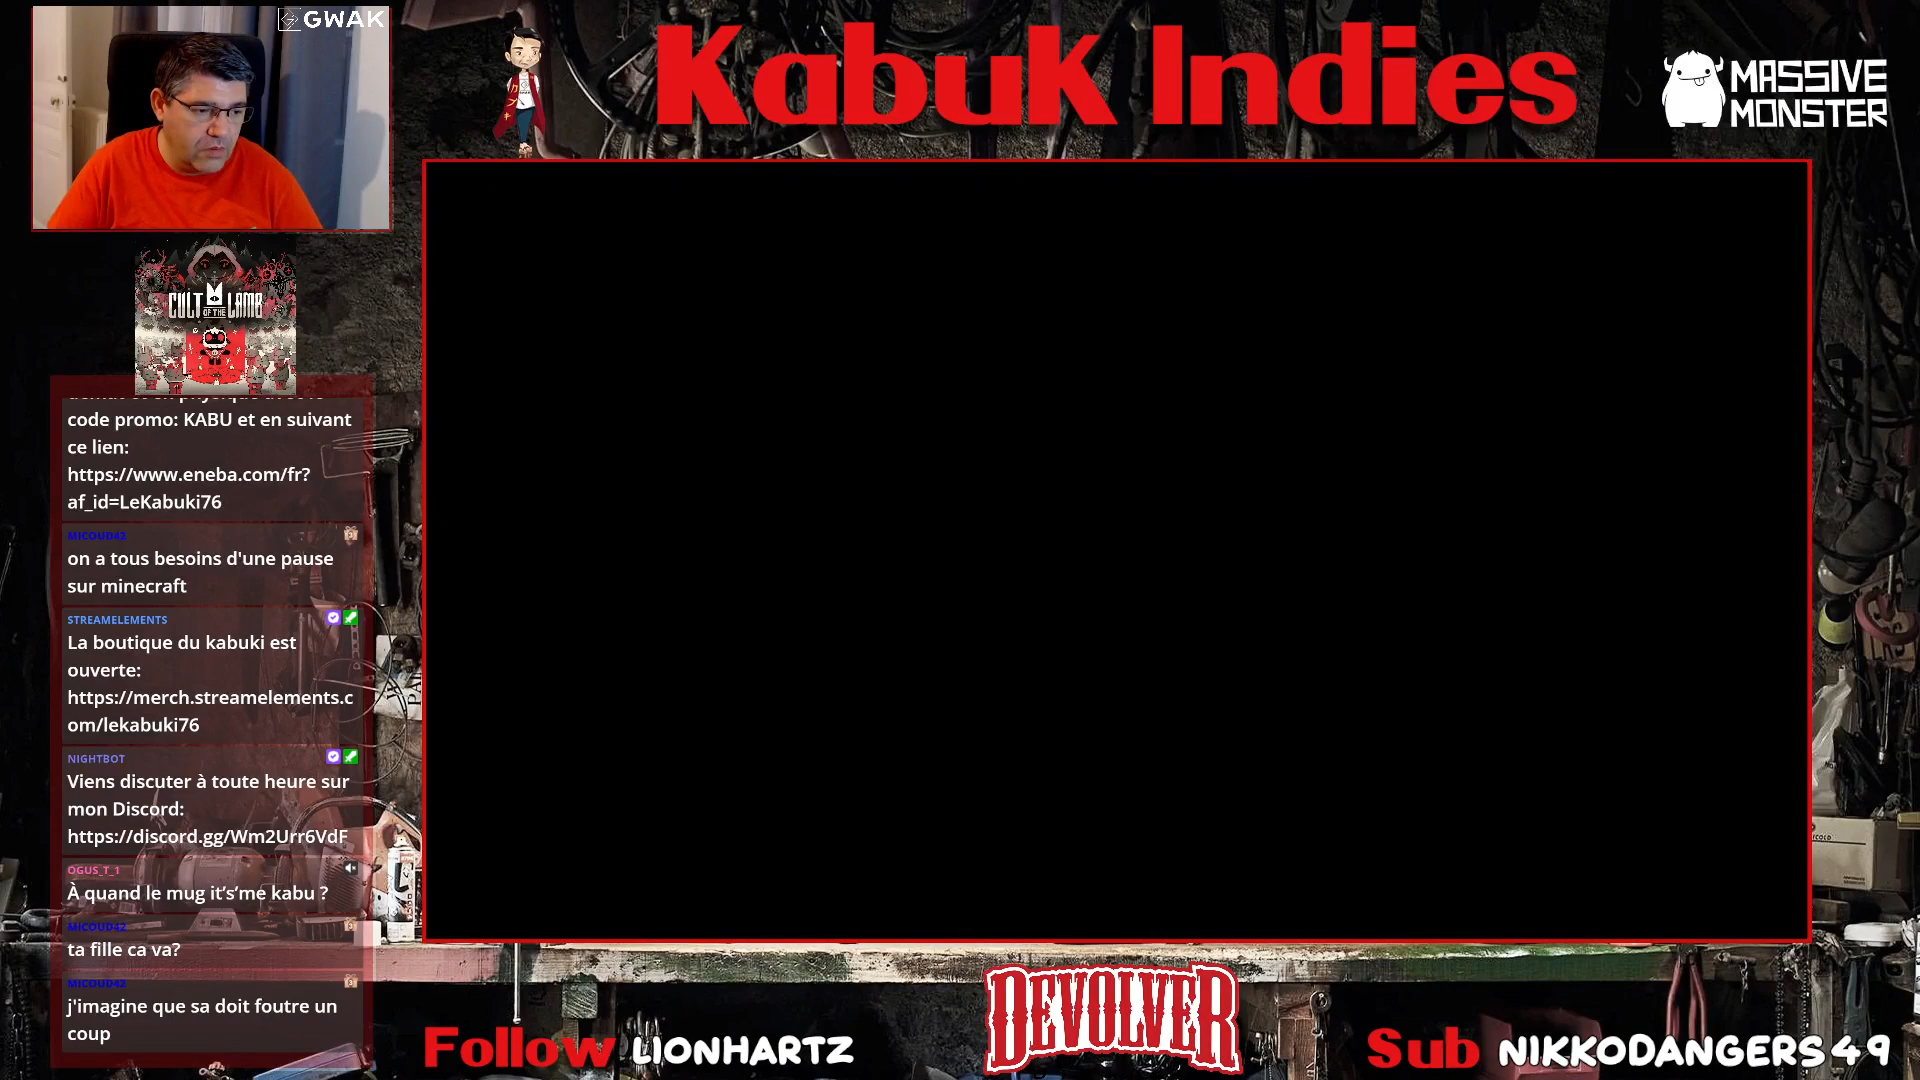 GWAK
KabuK Indies
MASSIVE
MONSTER
CULT
OF THE
LAMB
code promo: KABU et en suivant
ce lien:
https://www.eneba.com/fr?
af_id=LeKabuki76
MICOUD42
on a tous besoins d'une pause
sur minecraft
STREAMELEMENTS
La boutique du kabuki est
ouverte:
https://merch.streamelements.c
om/lekabuki76
NIGHTBOT
Viens discuter à toute heure sur
mon Discord:
https://discord.gg/Wm2Urr6VdF
OGUS_T_1
À quand le mug it’s’me kabu ?
MICOUD42
ta fille ca va?
MICOUD42
j'imagine que sa doit foutre un
coup
Follow LIONHARTZ
DEVOLVER
Sub NIKKODANGERS49